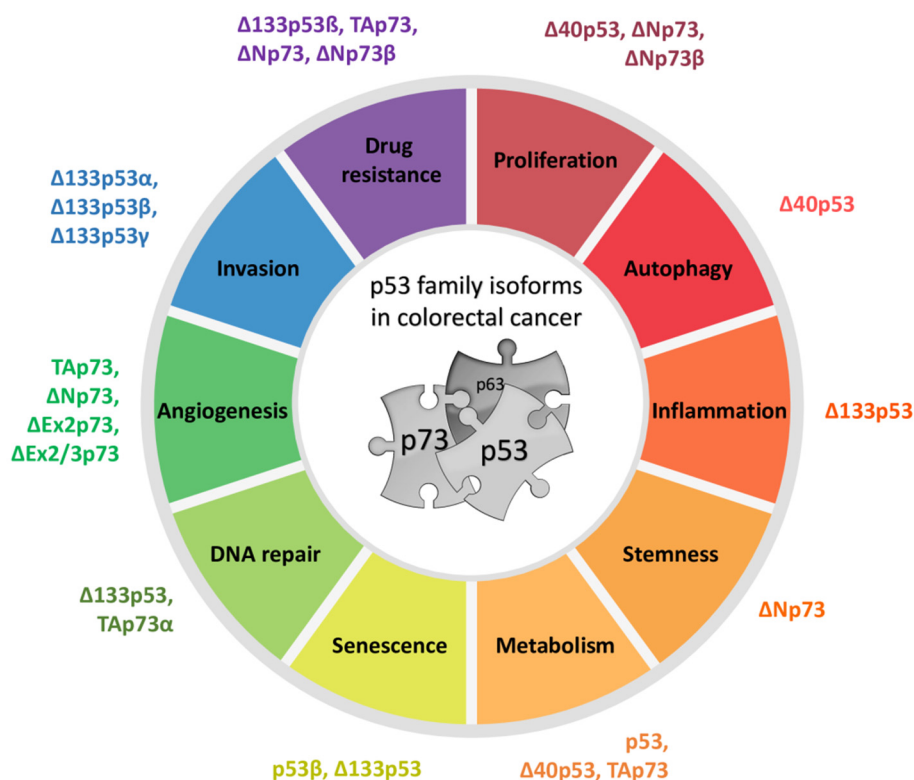 Δ133p53ß, TAp73,
ΔNp73, ΔNp73β
Δ40p53, ΔNp73,
ΔNp73β
Drug
resistance
Proliferation
Δ133p53α,
Δ133p53β,
Δ133p53γ
Δ40p53
Invasion
Autophagy
p53 family isoforms
in colorectal cancer
TAp73,
ΔNp73,
ΔEx2p73,
ΔEx2/3p73
Angiogenesis
p63
p73
p53
Inflammation
Δ133p53
DNA repair
Stemness
Δ133p53,
TAp73α
ΔNp73
Senescence
Metabolism
p53β, Δ133p53
p53,
Δ40p53, TAp73